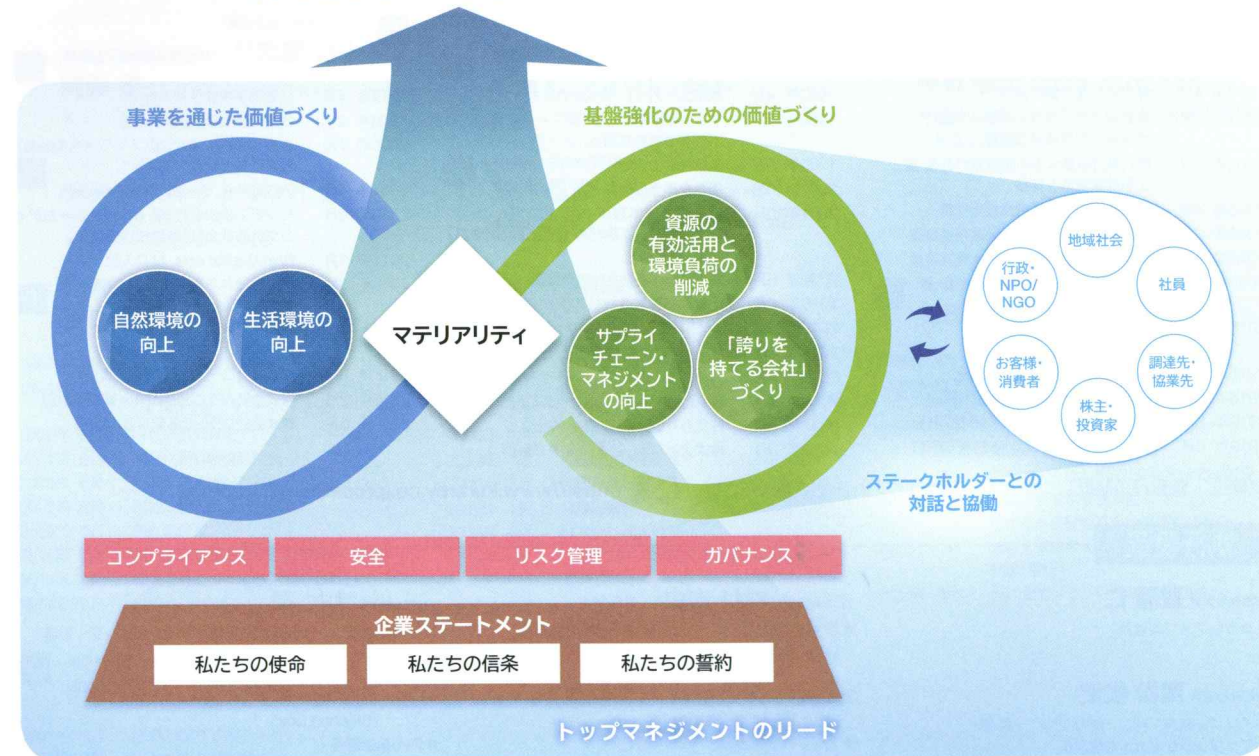 事業を通じた価値づくり
基盤強化のための価値づくり
自然環境の
向上
生活環境の
向上
マテリアリティ
資源の
有効活用と
環境負荷の
削減
サプライ
チェーン・
マネジメント
の向上
「誇りを
持てる会社」
づくり
地域社会
行政・
NPO/
NGO
社員
お客様・
消費者
調達先・
協業先
株主・
投資家
ステークホルダーとの
対話と協働
コンプライアンス
安全
リスク管理
ガバナンス
企業ステートメント
私たちの使命
私たちの信条
私たちの誓約
トップマネジメントのリード